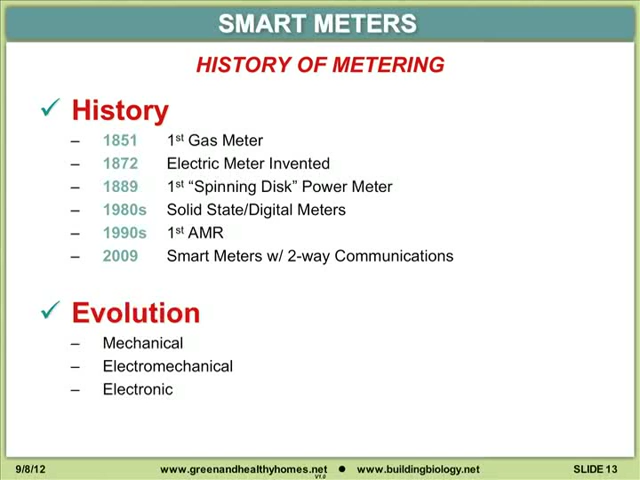 SMART METERS
HISTORY OF METERING
✓ History
– 1851 1st Gas Meter
– 1872 Electric Meter Invented
– 1889 1st “Spinning Disk” Power Meter
– 1980s Solid State/Digital Meters
– 1990s 1st AMR
– 2009 Smart Meters w/ 2-way Communications
✓ Evolution
– Mechanical
– Electromechanical
– Electronic
9/8/12 www.greenandhealthyhomes.net ● www.buildingbiology.net SLIDE 13
V1.0